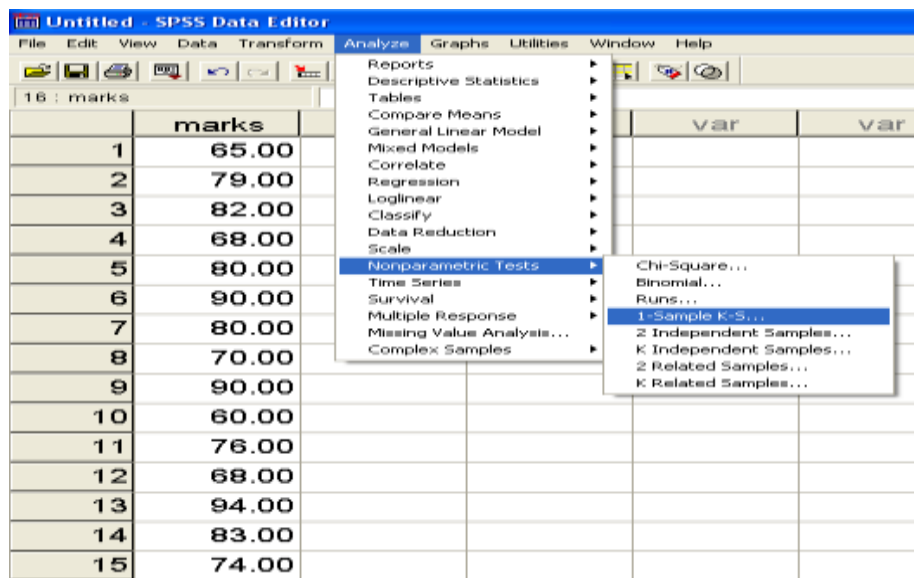 Untitled - SPSS Data Editor
File Edit View Data Transform Analyze Graphs Utilities Window Help
16 : marks
marks var var
1 65.00
2 79.00
3 82.00
4 68.00
5 80.00
6 90.00
7 80.00
8 70.00
9 90.00
10 60.00
11 76.00
12 68.00
13 94.00
14 83.00
15 74.00
Reports
Descriptive Statistics
Tables
Compare Means
General Linear Model
Mixed Models
Correlate
Regression
Loglinear
Classify
Data Reduction
Scale
Nonparametric Tests
Time Series
Survival
Multiple Response
Missing Value Analysis...
Complex Samples
Chi-Square...
Binomial...
Runs...
1-Sample K-S...
2 Independent Samples...
K Independent Samples...
2 Related Samples...
K Related Samples...